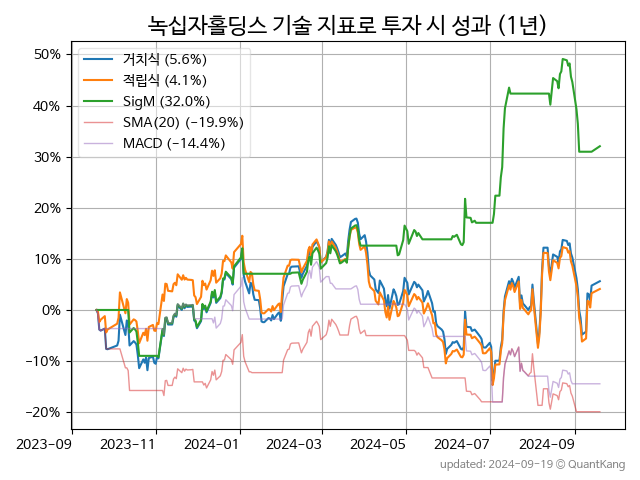 녹십자홀딩스 기술 지표로 투자 시 성과 (1년)
50%
40%
30%
20%
10%
0%
−10%
−20%
거치식 (5.6%)
적립식 (4.1%)
SigM (32.0%)
SMA(20) (−19.9%)
MACD (−14.4%)
2023-09
2023-11
2024-01
2024-03
2024-05
2024-07
2024-09
updated: 2024-09-19 © QuantKang